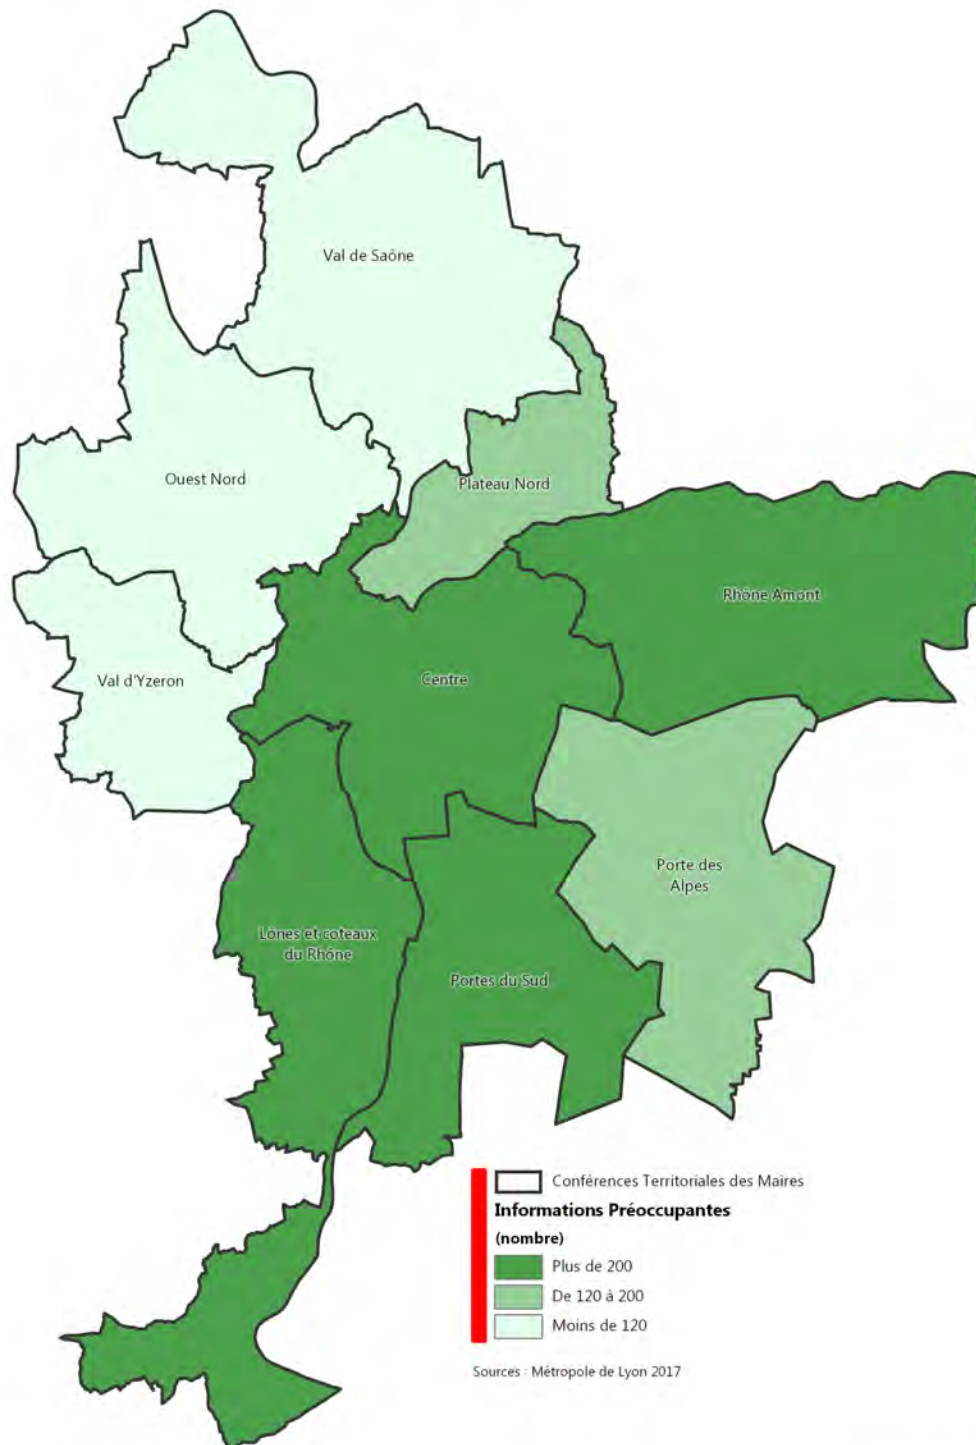 Val de Saône
Ouest Nord
Plateau Nord
Rhône Amont
Val d'Yzeron
Centre
Porte des
Alpes
Lônes et coteaux
du Rhône
Portes du Sud
Conférences Territoriales des Maires
Informations Préoccupantes
(nombre)
Plus de 200
De 120 à 200
Moins de 120
Sources : Métropole de Lyon 2017